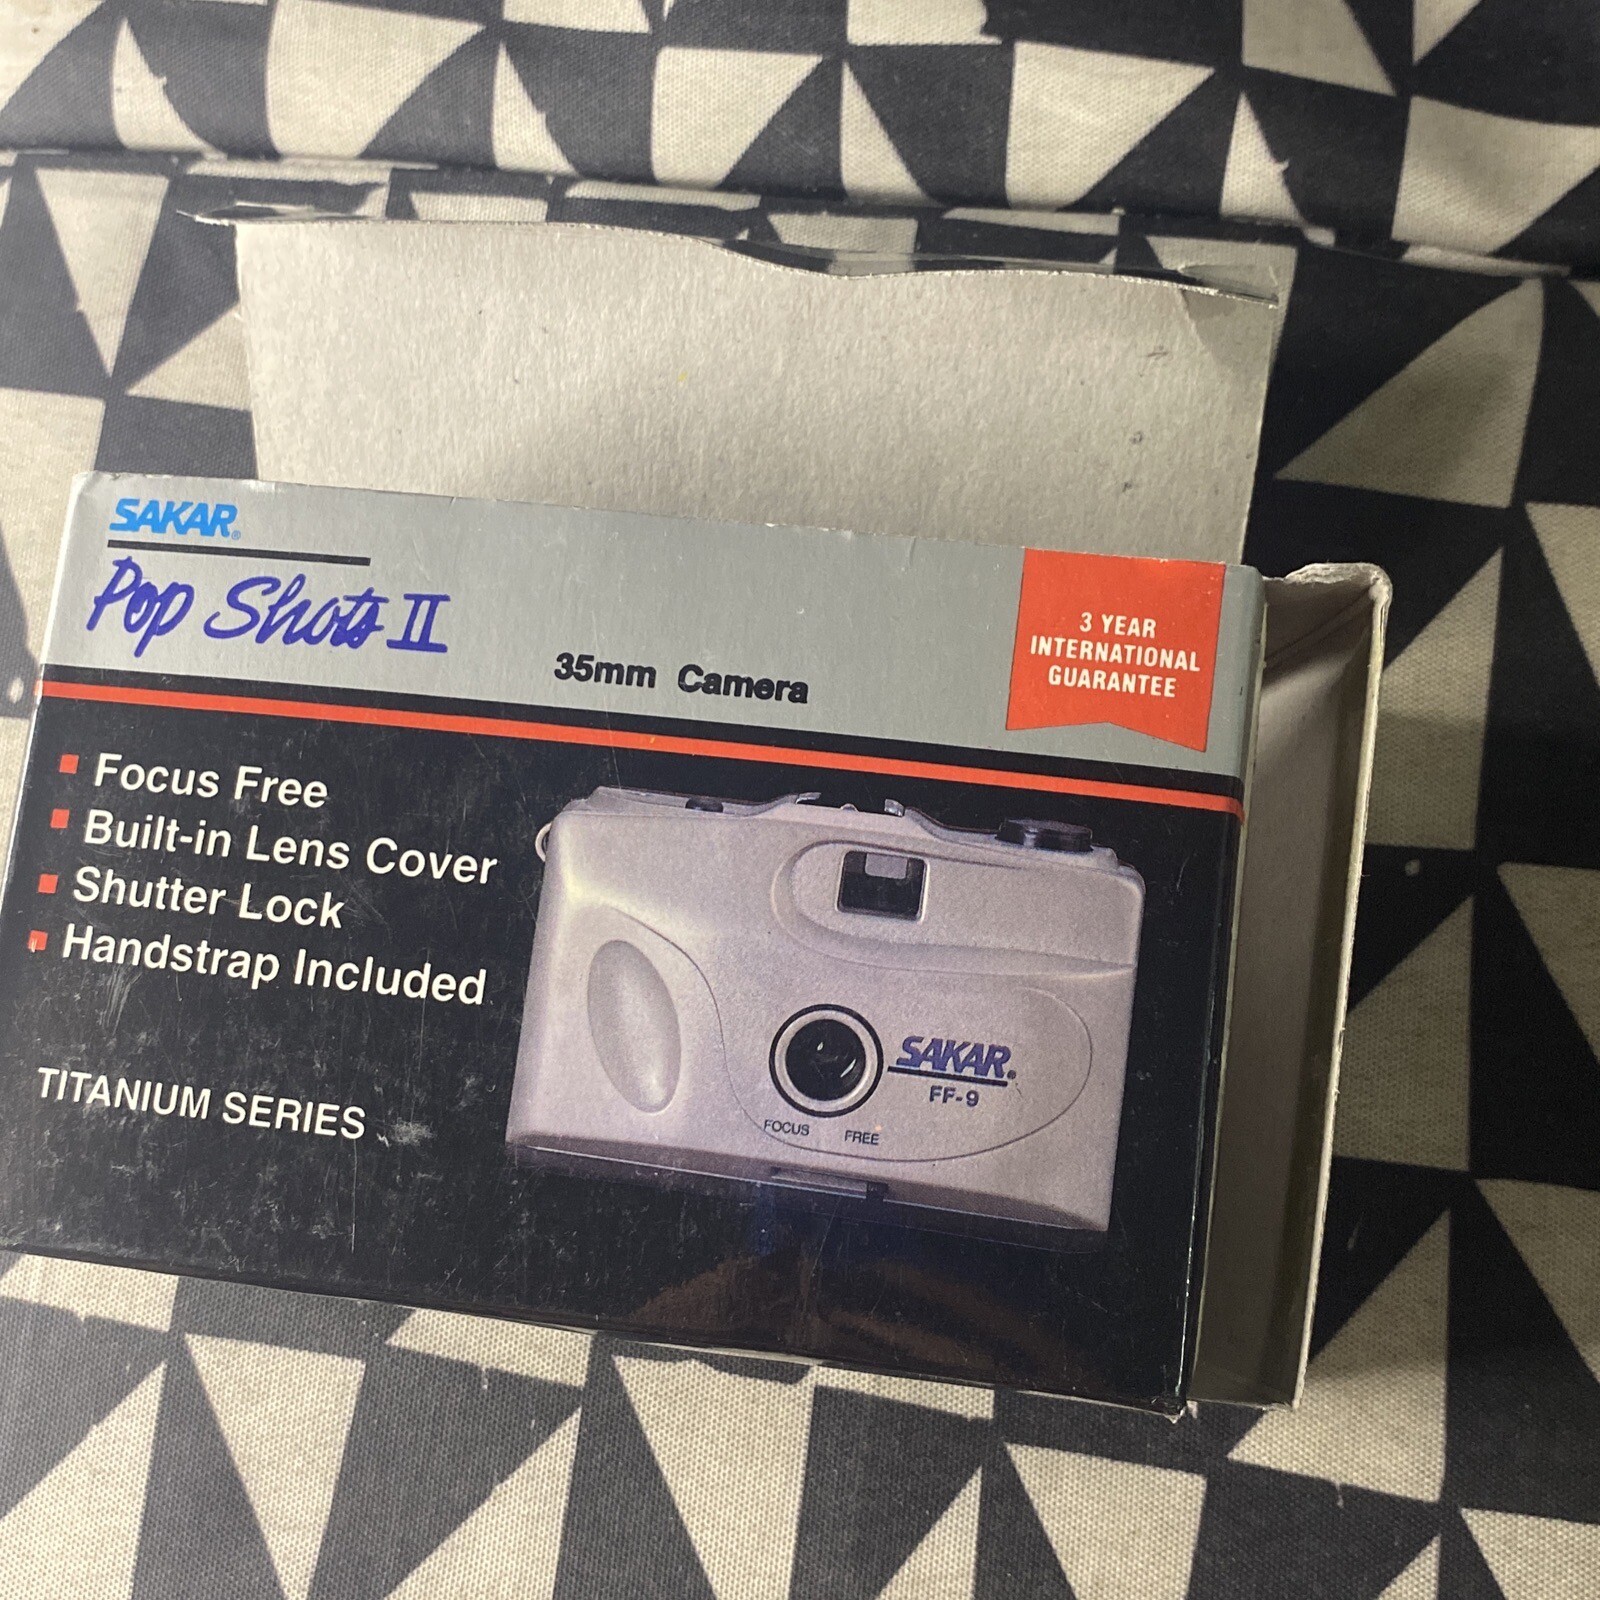 SAKAR®
Pop Shots II
35mm Camera
3 YEAR
INTERNATIONAL
GUARANTEE
Focus Free
Built-in Lens Cover
Shutter Lock
Handstrap Included
TITANIUM SERIES
SAKAR®
FF-9
FOCUS FREE